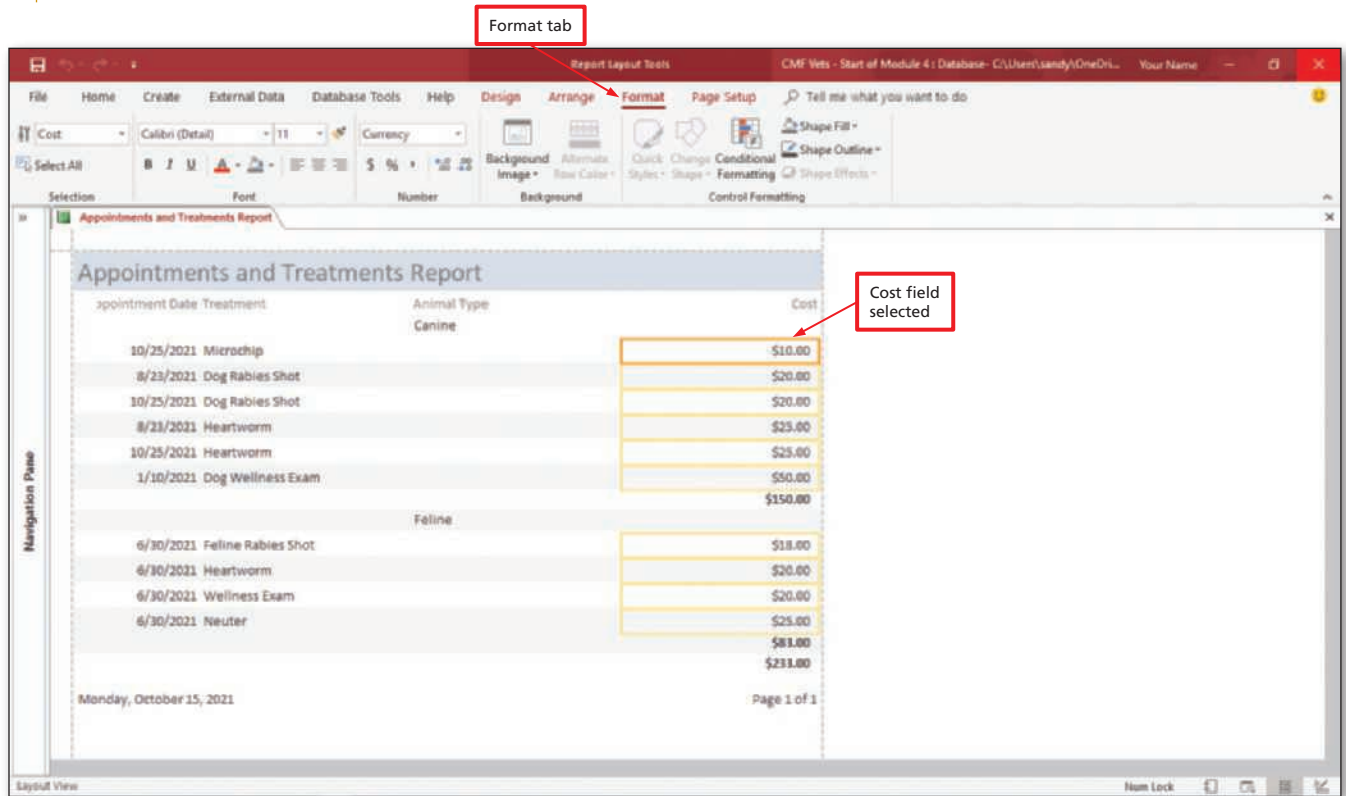 Format tab
Report Layout Tools
CMF Vets - Start of Module 4 : Database- C:\Users\sandy\OneDri... Your Name
File Home Create External Data Database Tools Help Design Arrange Format Page Setup Tell me what you want to do
Cost Calibri (Detail) 11 Currency
Select All B I U A $ % , Background Image Alternate Row Color Quick Styles Change Shape Conditional Formatting Shape Fill Shape Outline Shape Effects
Selection Font Number Background Control Formatting
Appointments and Treatments Report
Appointments and Treatments Report
ppointment Date Treatment Animal Type Cost
Cost field
selected
Canine
10/25/2021 Microchip $10.00
8/23/2021 Dog Rabies Shot $20.00
10/25/2021 Dog Rabies Shot $20.00
8/23/2021 Heartworm $25.00
10/25/2021 Heartworm $25.00
1/10/2021 Dog Wellness Exam $50.00
$150.00
Feline
6/30/2021 Feline Rabies Shot $18.00
6/30/2021 Heartworm $20.00
6/30/2021 Wellness Exam $20.00
6/30/2021 Neuter $25.00
$83.00
$233.00
Monday, October 15, 2021 Page 1 of 1
Navigation Pane
Layout View Num Lock